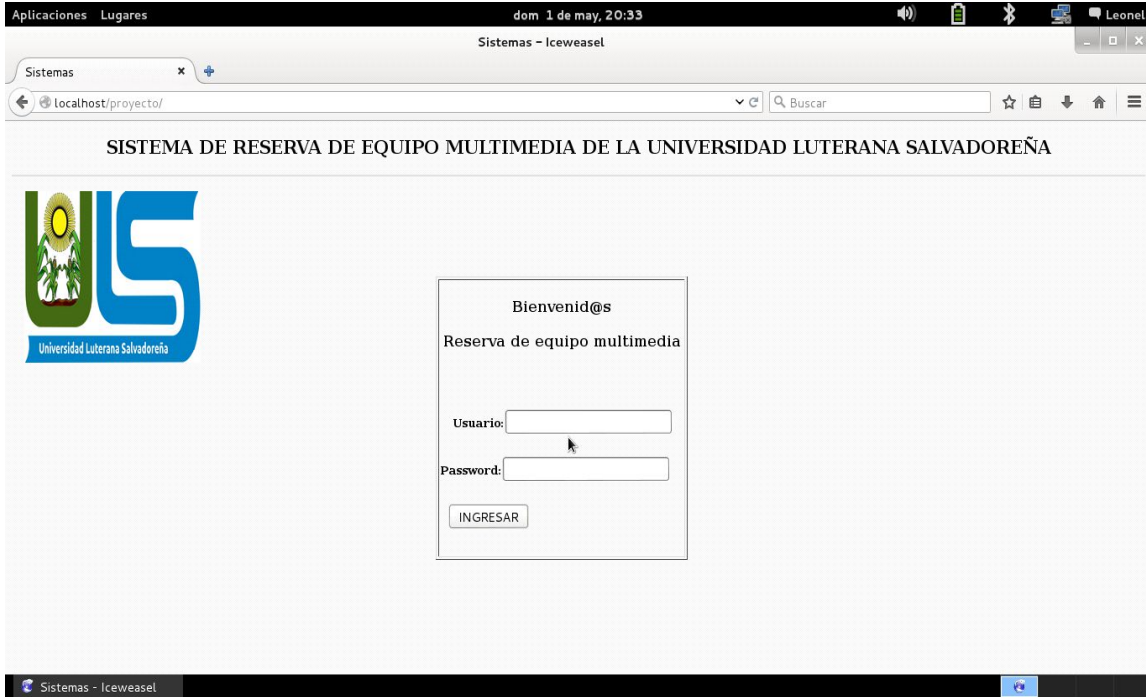 Aplicaciones Lugares dom 1 de may, 20:33 Leonel
Sistemas - Iceweasel
Sistemas
localhost/proyecto/ Buscar
SISTEMA DE RESERVA DE EQUIPO MULTIMEDIA DE LA UNIVERSIDAD LUTERANA SALVADOREÑA
ULS
Universidad Luterana Salvadoreña
Bienvenid@s
Reserva de equipo multimedia
Usuario:
Password:
INGRESAR
Sistemas - Iceweasel